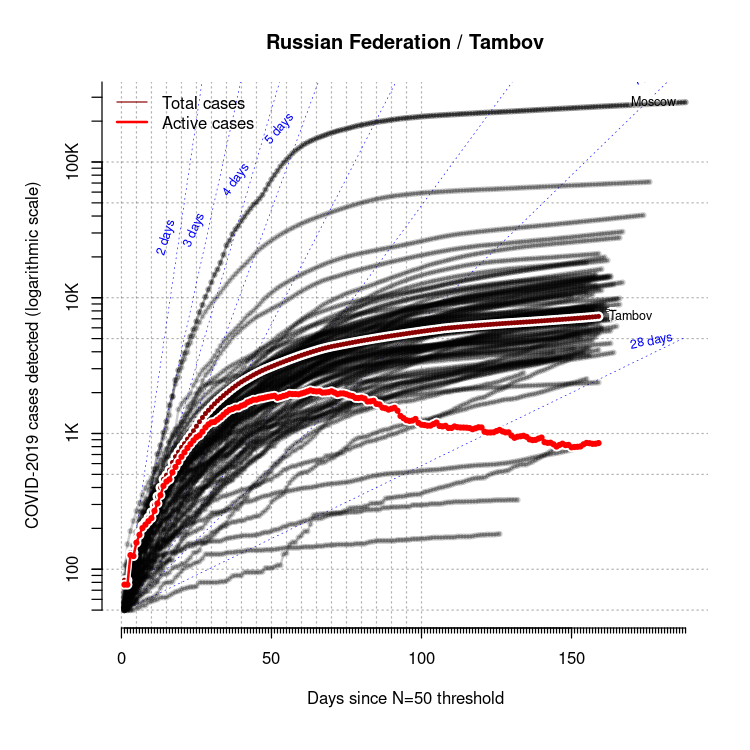 Russian Federation / Tambov
Total cases
Active cases
Moscow
2 days
3 days
4 days
5 days
28 days
Tambov
COVID-2019 cases detected (logarithmic scale)
100K
10K
1K
100
0
50
100
150
Days since N=50 threshold